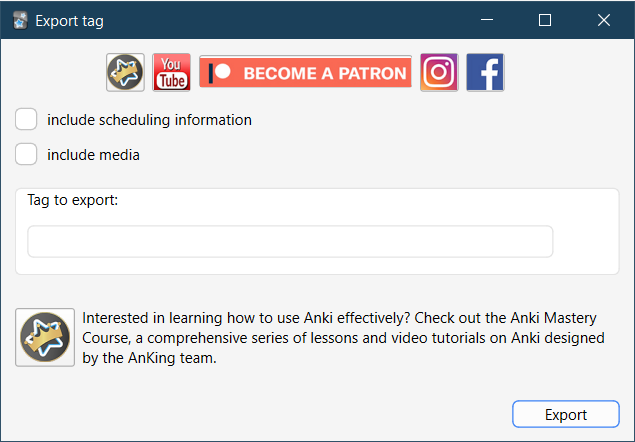 Export tag
You
Tube
BECOME A PATRON
include scheduling information
include media
Tag to export:
Interested in learning how to use Anki effectively? Check out the Anki Mastery
Course, a comprehensive series of lessons and video tutorials on Anki designed
by the AnKing team.
Export